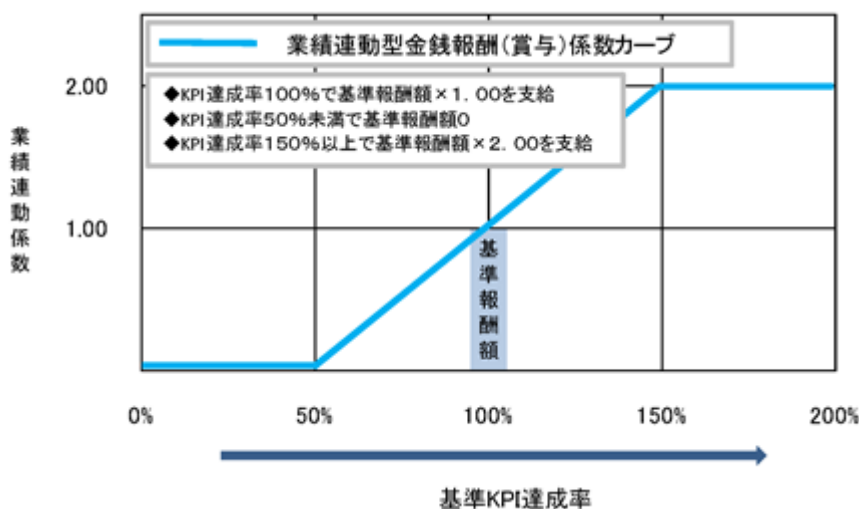 業績連動型金銭報酬(賞与)係数カーブ
◆KPI達成率100%で基準報酬額×1.00を支給
◆KPI達成率50%未満で基準報酬額0
◆KPI達成率150%以上で基準報酬額×2.00を支給
2.00
1.00
業績連動係数
基準報酬額
0%
50%
100%
150%
200%
基準KPI達成率